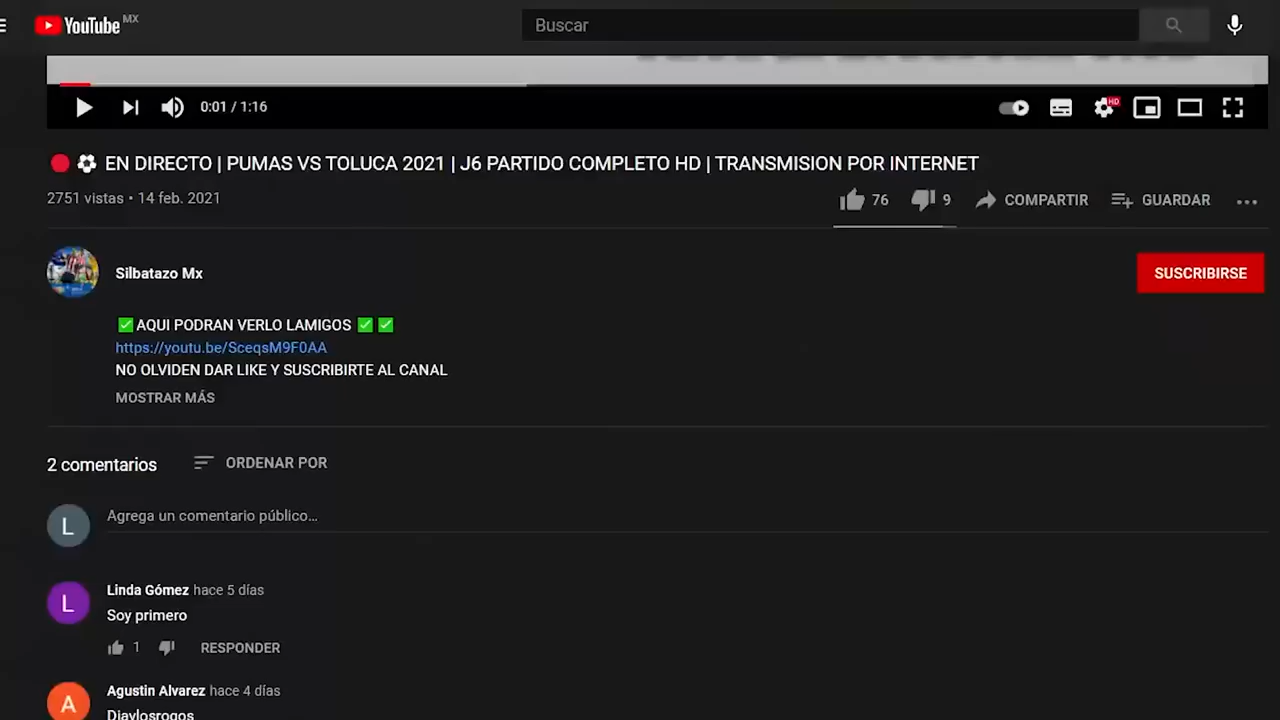 YouTube MX
Buscar
0:01 / 1:16
HD
EN DIRECTO | PUMAS VS TOLUCA 2021 | J6 PARTIDO COMPLETO HD | TRANSMISION POR INTERNET
2751 vistas • 14 feb. 2021
76
9
COMPARTIR
GUARDAR
Silbatazo Mx
SUSCRIBIRSE
✅AQUI PODRAN VERLO LAMIGOS ✅ ✅
https://youtu.be/SceqsM9F0AA
NO OLVIDEN DAR LIKE Y SUSCRIBIRTE AL CANAL
MOSTRAR MÁS
2 comentarios
ORDENAR POR
L
Agrega un comentario público...
L
Linda Gómez hace 5 días
Soy primero
1
RESPONDER
A
Agustin Alvarez hace 4 días
Diaylosrogos